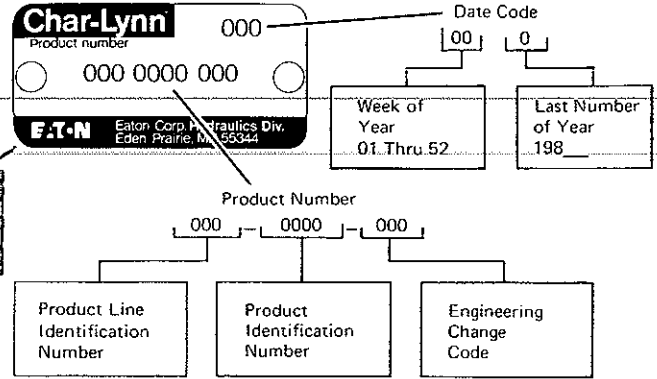 Char-Lynn
000
Product number
000 0000 000
EATON
Eaton Corp. Hydraulics Div.
Eden Prairie, MN 55344
Date Code
00 0
Week of
Year
01 Thru 52
Last Number
of Year
198__
Product Number
000 - 0000 - 000
Product Line
Identification
Number
Product
Identification
Number
Engineering
Change
Code